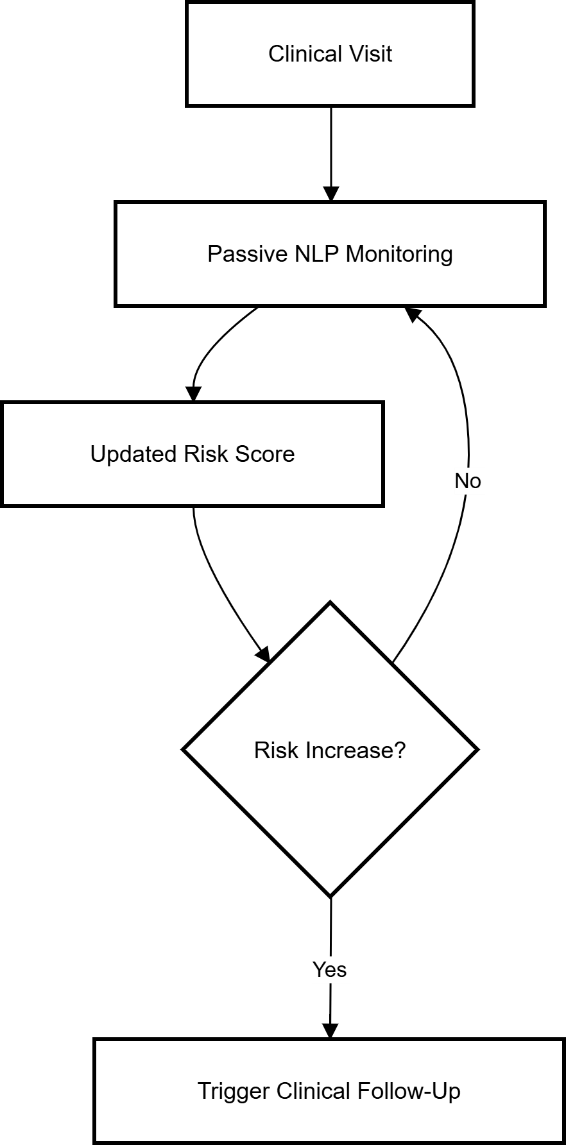 Clinical Visit
Passive NLP Monitoring
Updated Risk Score
No
Risk Increase?
Yes
Trigger Clinical Follow-Up